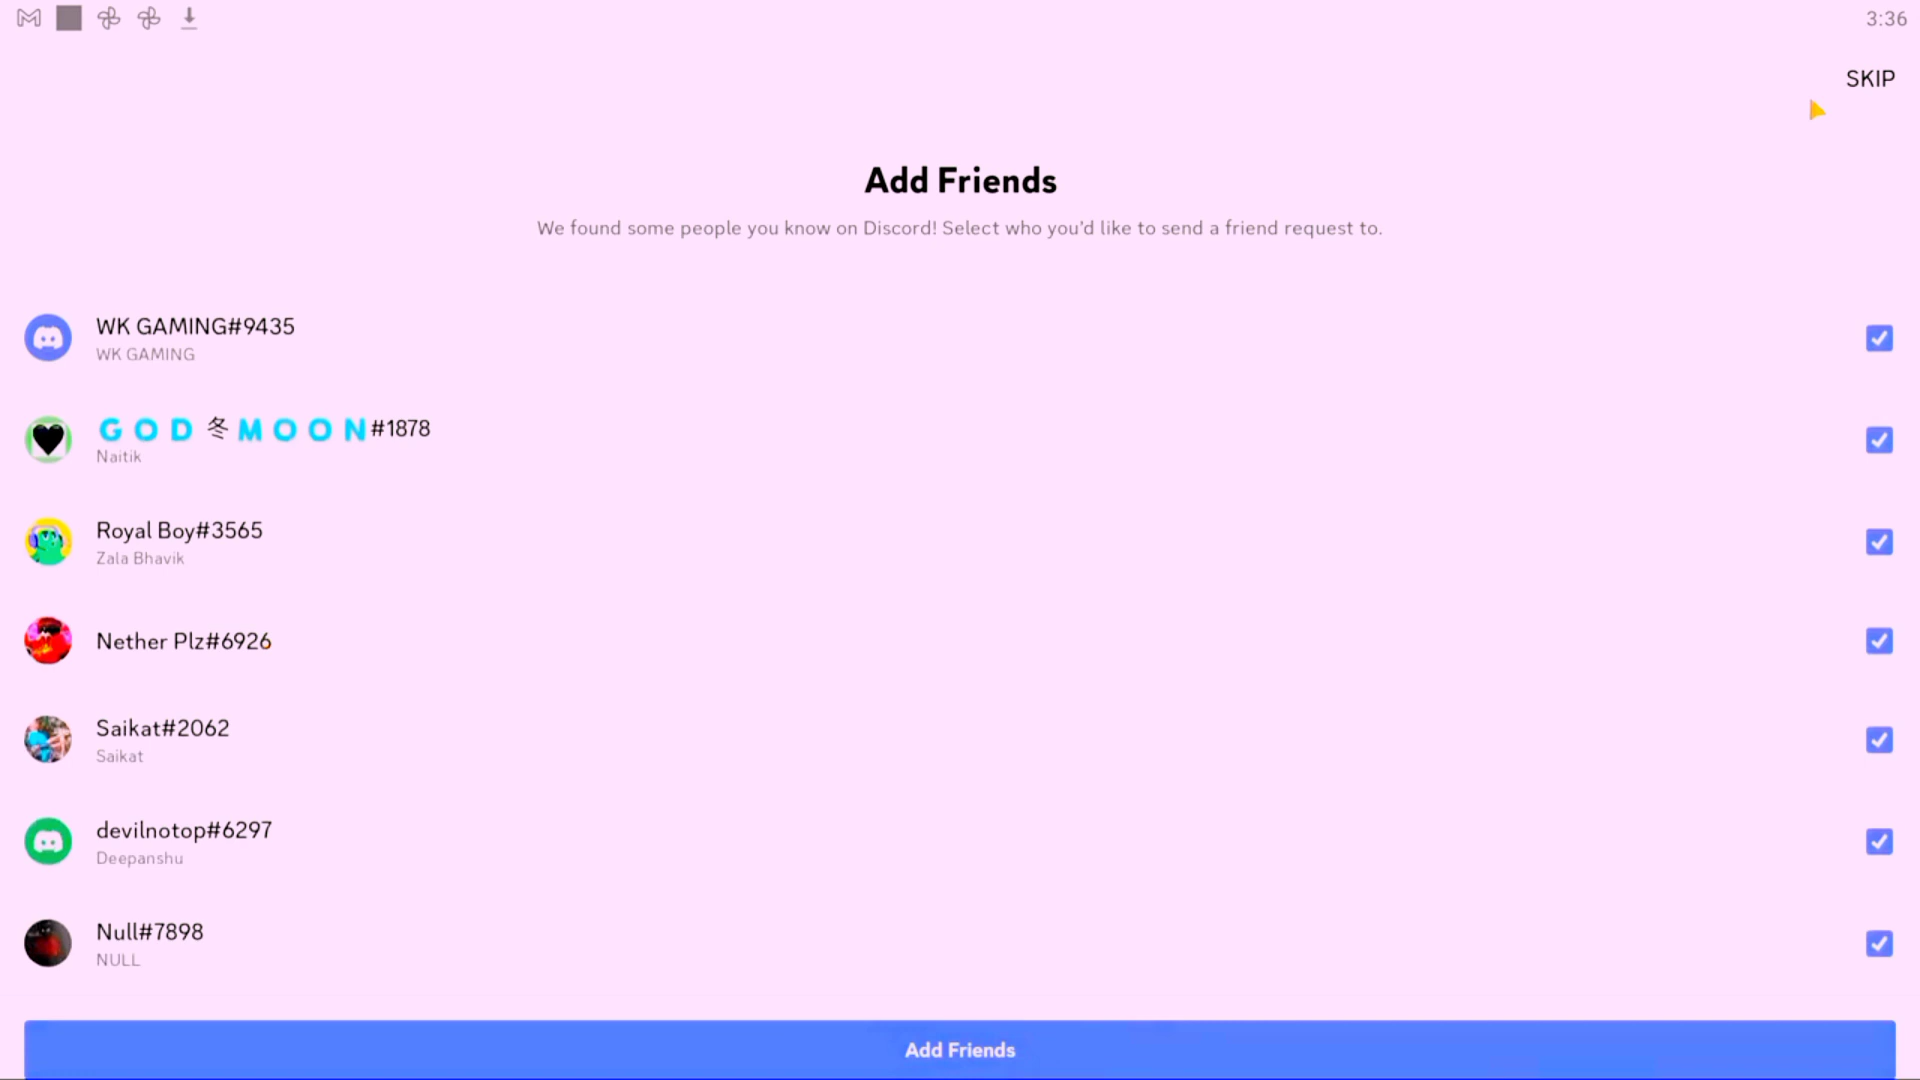 3:36
SKIP
Add Friends
We found some people you know on Discord! Select who you'd like to send a friend request to.
WK GAMING#9435
WK GAMING
GOD 冬 MOON#1878
Naitik
Royal Boy#3565
Zala Bhavik
Nether Plz#6926
Saikat#2062
Saikat
devilnotop#6297
Deepanshu
Null#7898
NULL
Add Friends